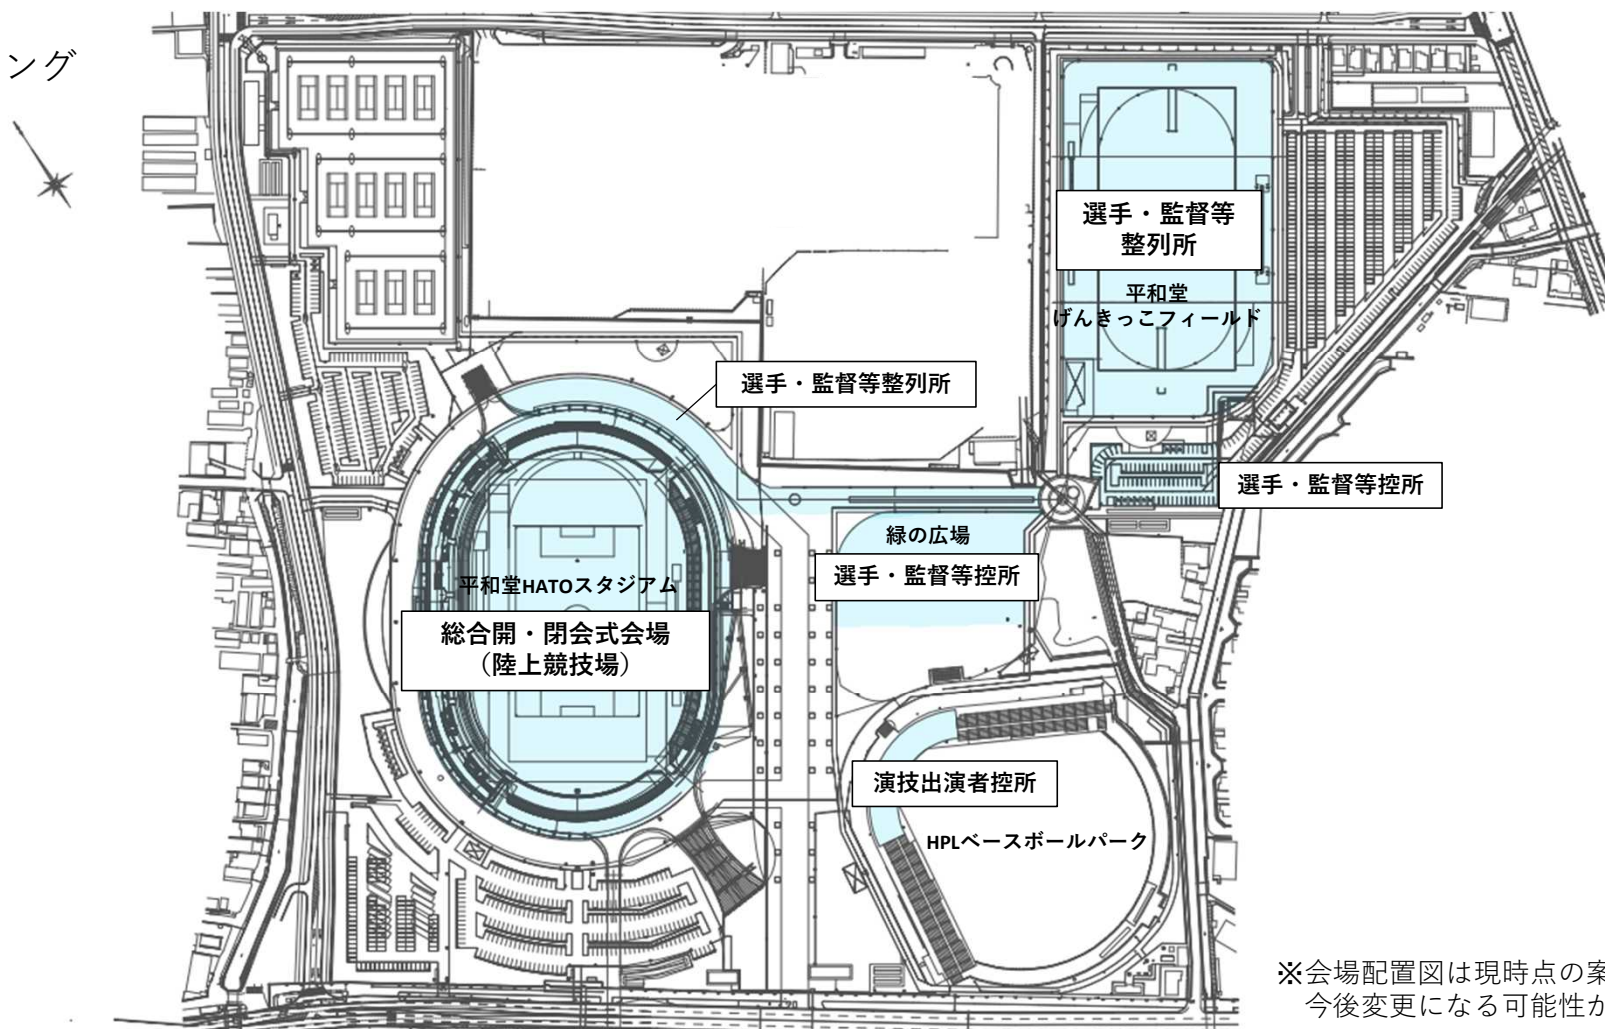 ング
選手・監督等
整列所
平和堂
げんきっこフィールド
選手・監督等整列所
選手・監督等控所
緑の広場
選手・監督等控所
平和堂HATOスタジアム
総合開・閉会式会場
（陸上競技場）
演技出演者控所
HPLベースボールパーク
※会場配置図は現時点の案
今後変更になる可能性が